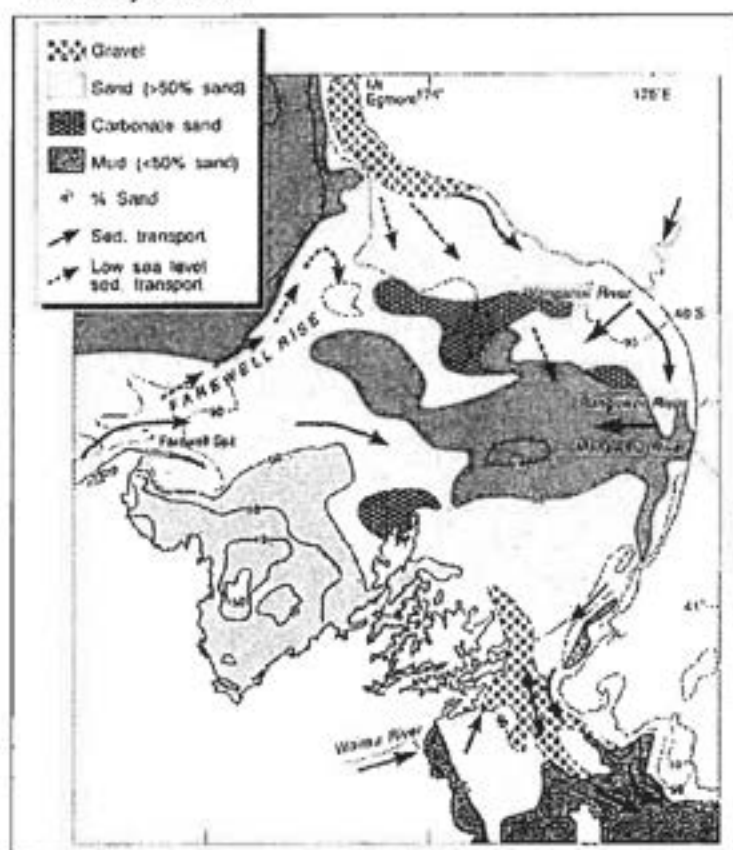 Gravel
Sand (>50% sand)
Carbonate sand
Mud (<50% sand)
% Sand
Sed. transport
Low sea level
sed. transport
Mt
Egmont
174°
175°E
Wanganui River
40°S
FAREWELL RISE
90
Farewell Spit
Rangitikei River
Manawatu River
41°
Wairau River